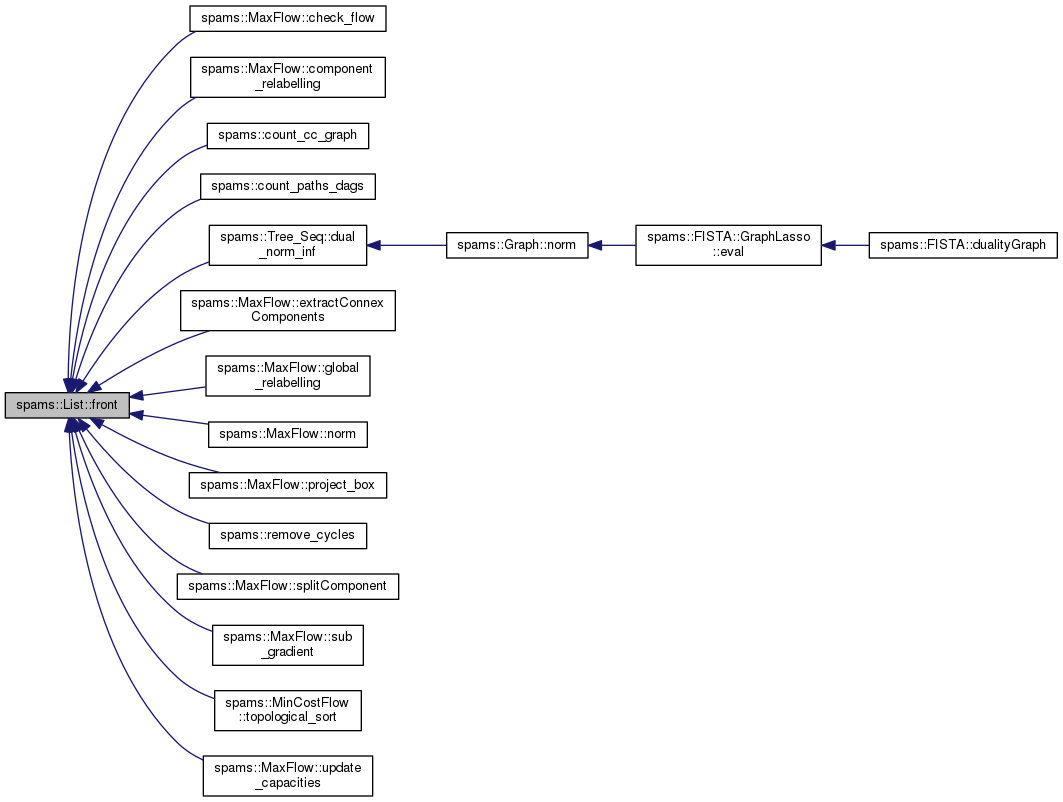 spams::MaxFlow::check_flow
spams::MaxFlow::component
_relabelling
spams::count_cc_graph
spams::count_paths_dags
spams::Tree_Seq::dual
_norm_inf
spams::Graph::norm
spams::FISTA::GraphLasso
::eval
spams::FISTA::dualityGraph
spams::MaxFlow::extractConnex
Components
spams::MaxFlow::global
_relabelling
spams::List::front
spams::MaxFlow::norm
spams::MaxFlow::project_box
spams::remove_cycles
spams::MaxFlow::splitComponent
spams::MaxFlow::sub
_gradient
spams::MinCostFlow
::topological_sort
spams::MaxFlow::update
_capacities